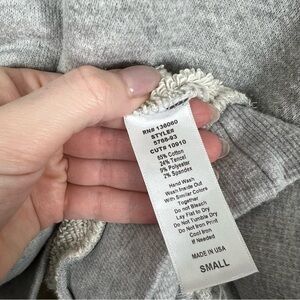 RN# 138060
STYLE#
5766-93
CUT# 10910
65% Cotton
24% Tencel
9% Polyester
2% Spandex
Hand Wash
Wash Inside Out
With Similar Colors
Together
Do not Bleach
Lay Flat to Dry
Do Not Tumble Dry
Do Not Iron Print
Cool Iron
If Needed
MADE IN USA
SMALL